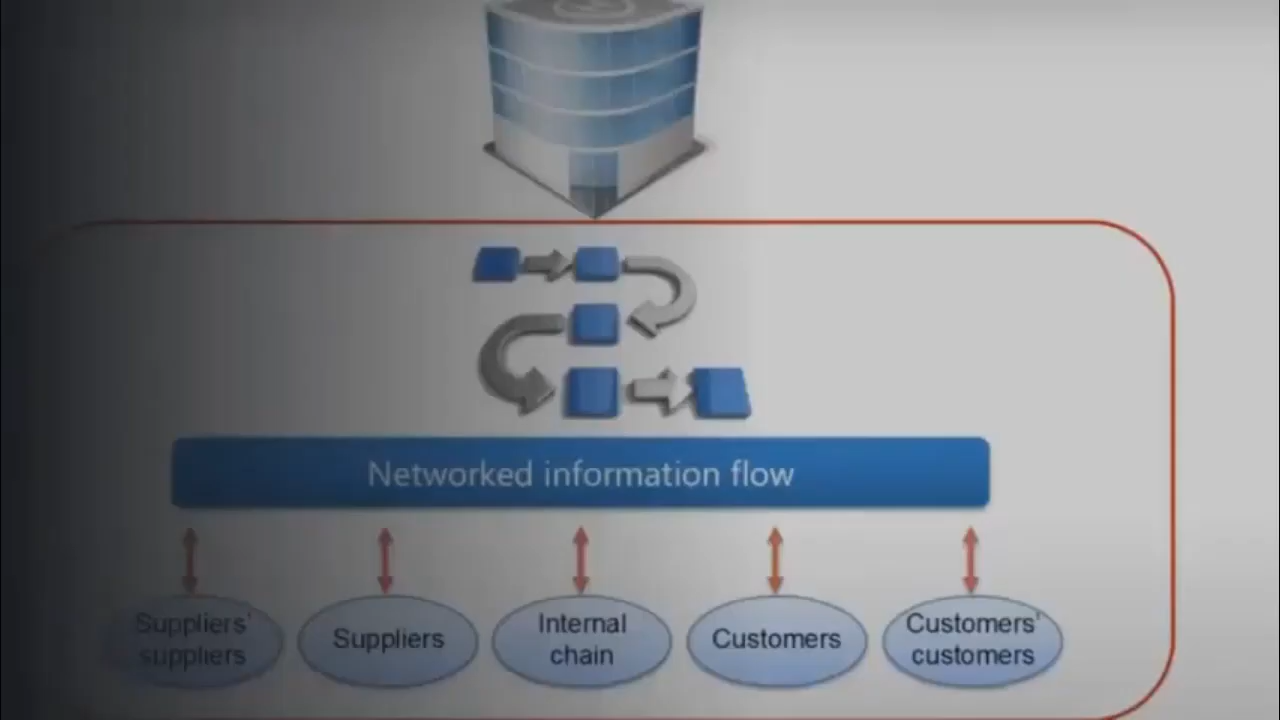 Networked information flow
Suppliers'
suppliers
Suppliers
Internal
chain
Customers
Customers'
customers